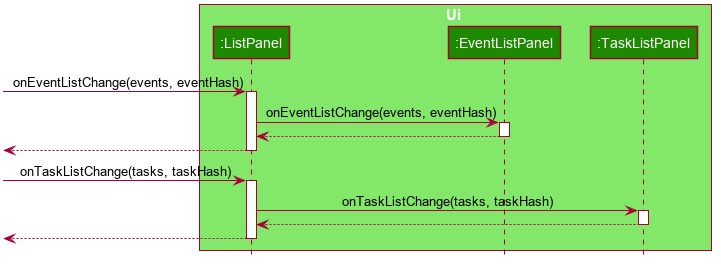 Ui
:ListPanel
:EventListPanel
:TaskListPanel
onEventListChange(events, eventHash)
onEventListChange(events, eventHash)
onTaskListChange(tasks, taskHash)
onTaskListChange(tasks, taskHash)